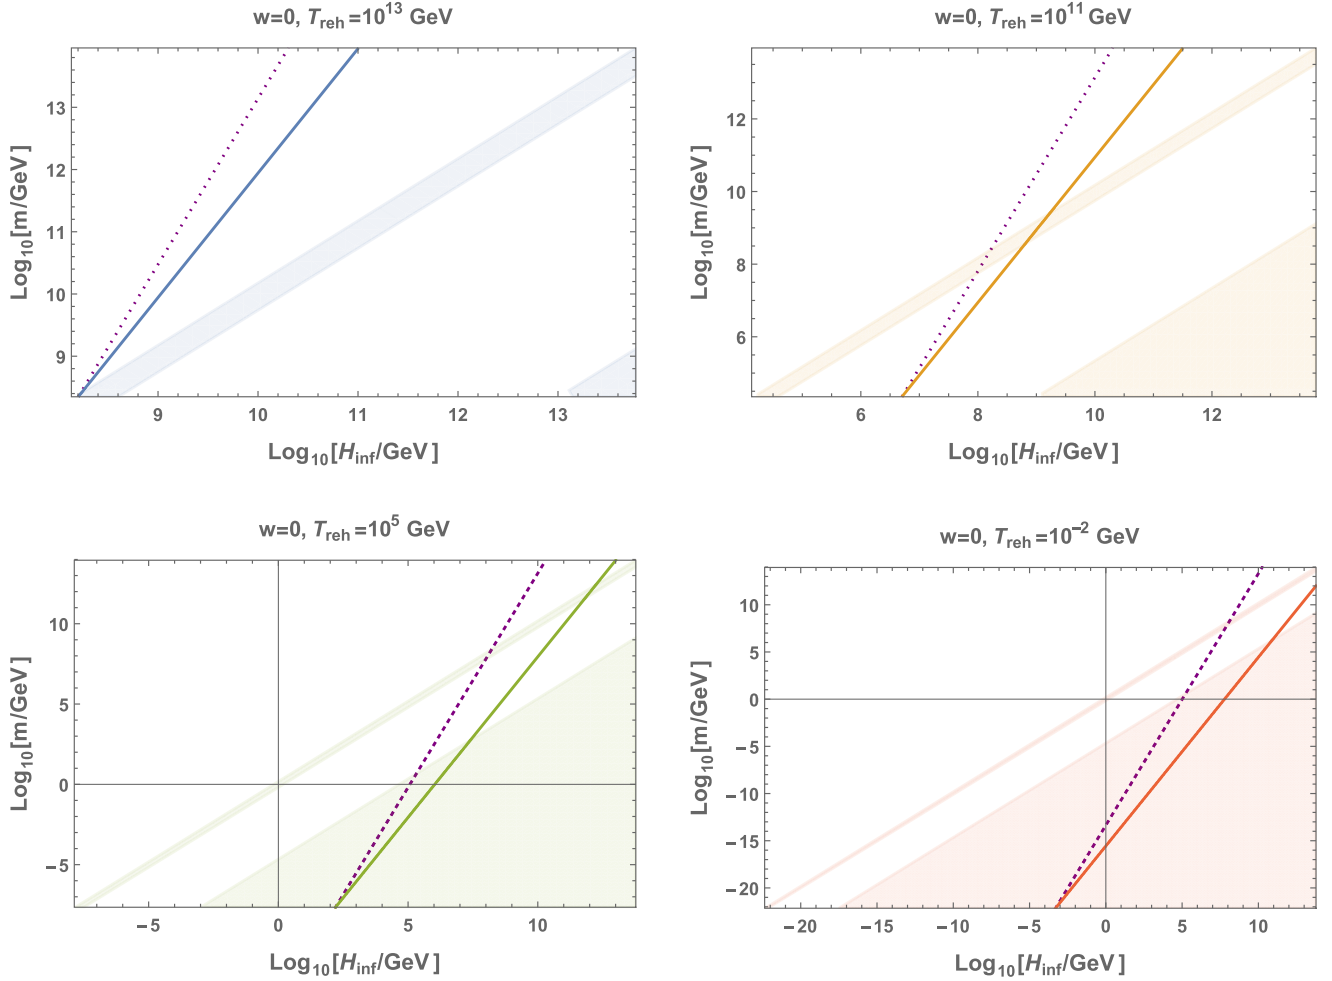 w=0, T_reh=10^13 GeV
Log10[m/GeV]
13
12
11
10
9
9 10 11 12 13
Log10[H_inf/GeV]
w=0, T_reh=10^11 GeV
Log10[m/GeV]
12
10
8
6
6 8 10 12
Log10[H_inf/GeV]
w=0, T_reh=10^5 GeV
Log10[m/GeV]
10
5
0
−5
−5 0 5 10
Log10[H_inf/GeV]
w=0, T_reh=10^−2 GeV
Log10[m/GeV]
10
5
0
−5
−10
−15
−20
−20 −15 −10 −5 0 5 10
Log10[H_inf/GeV]